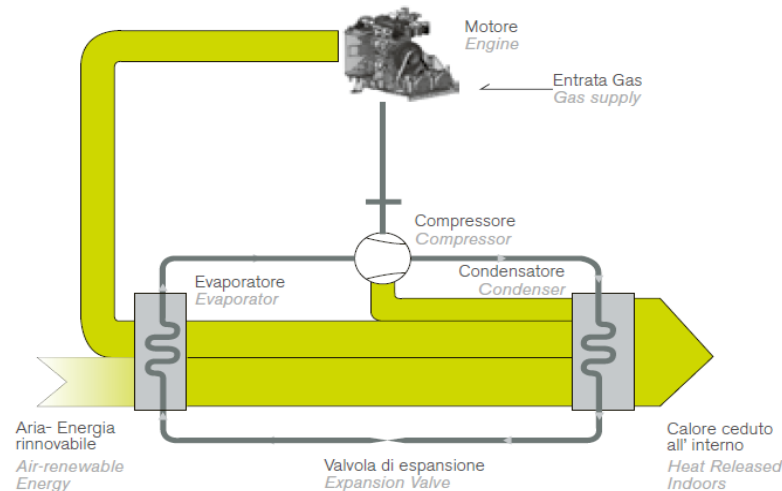 Motore
Engine
Entrata Gas
Gas supply
Compressore
Compressor
Evaporatore
Evaporator
Condensatore
Condenser
Aria- Energia
rinnovabile
Air-renewable
Energy
Valvola di espansione
Expansion Valve
Calore ceduto
all' interno
Heat Released
Indoors